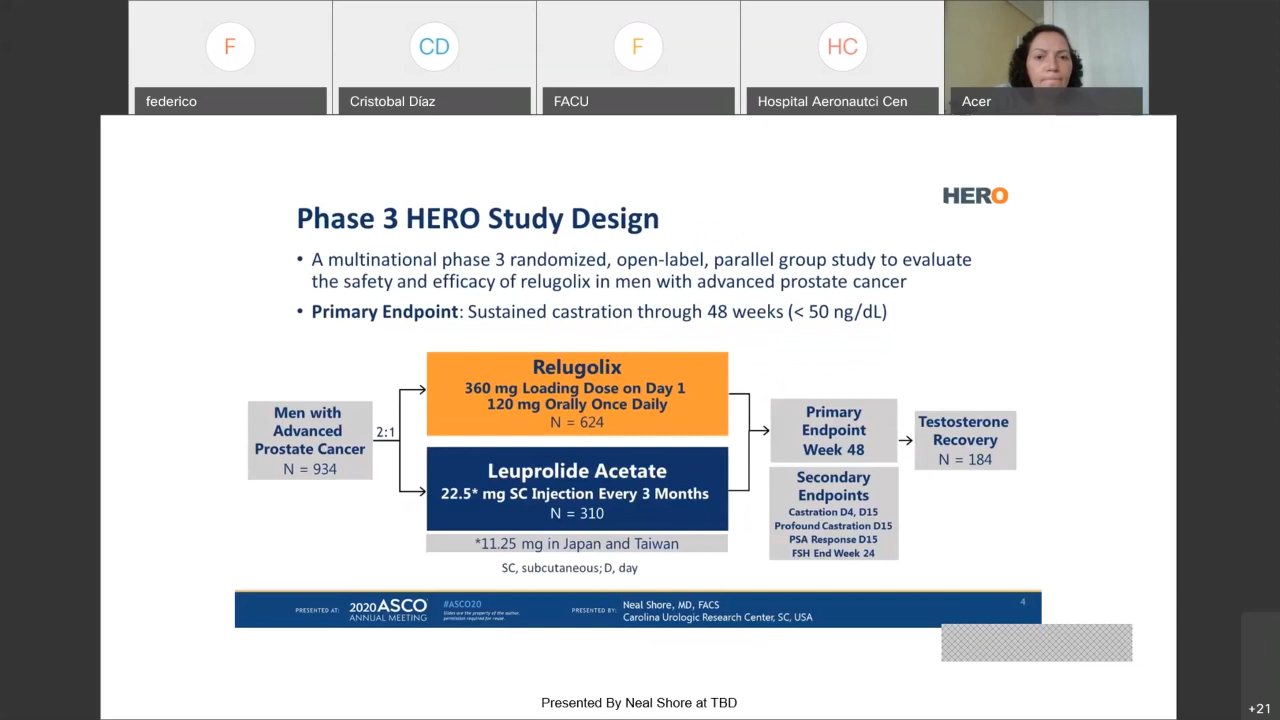 F
CD
F
HC
federico
Cristobal Díaz
FACU
Hospital Aeronautci Cen
Acer
HERO
Phase 3 HERO Study Design
• A multinational phase 3 randomized, open-label, parallel group study to evaluate
the safety and efficacy of relugolix in men with advanced prostate cancer
• Primary Endpoint: Sustained castration through 48 weeks (< 50 ng/dL)
Men with
Advanced
Prostate Cancer
N = 934
2:1
Relugolix
360 mg Loading Dose on Day 1
120 mg Orally Once Daily
N = 624
Leuprolide Acetate
22.5* mg SC Injection Every 3 Months
N = 310
*11.25 mg in Japan and Taiwan
SC, subcutaneous; D, day
Primary
Endpoint
Week 48
Secondary
Endpoints
Castration D4, D15
Profound Castration D15
PSA Response D15
FSH End Week 24
Testosterone
Recovery
N = 184
PRESENTED AT:
2020 ASCO
ANNUAL MEETING
#ASCO20
Slides are the property of the author,
permission required for reuse.
PRESENTED BY:
Neal Shore, MD, FACS
Carolina Urologic Research Center, SC, USA
4
Presented By Neal Shore at TBD
+21